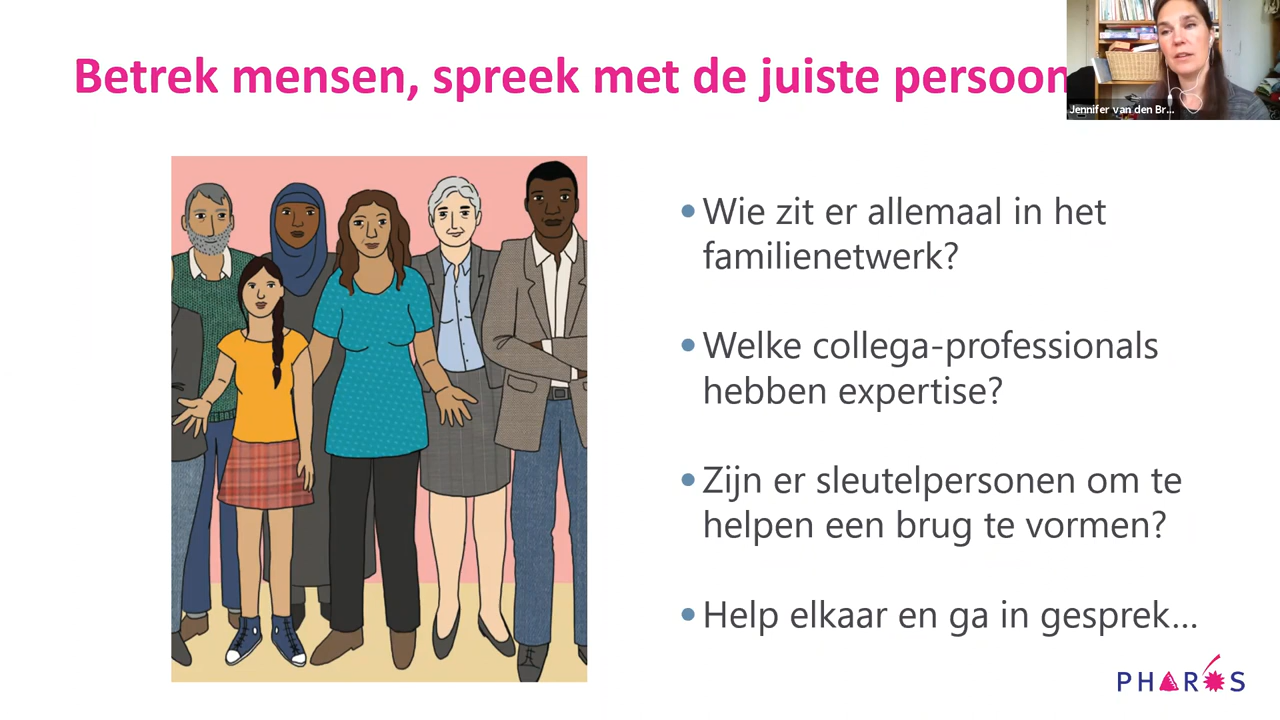 Betrek mensen, spreek met de juiste persoon
Jennifer van den Br...
• Wie zit er allemaal in het
familienetwerk?
• Welke collega-professionals
hebben expertise?
• Zijn er sleutelpersonen om te
helpen een brug te vormen?
• Help elkaar en ga in gesprek...
PHAROS